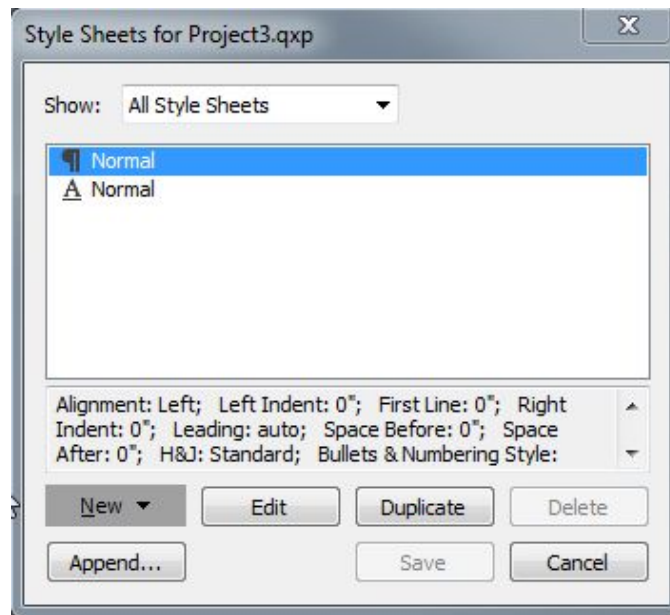 Style Sheets for Project3.qxp
Show: All Style Sheets
Normal
A Normal
Alignment: Left; Left Indent: 0"; First Line: 0"; Right
Indent: 0"; Leading: auto; Space Before: 0"; Space
After: 0"; H&J: Standard; Bullets & Numbering Style:
New Edit Duplicate Delete
Append... Save Cancel